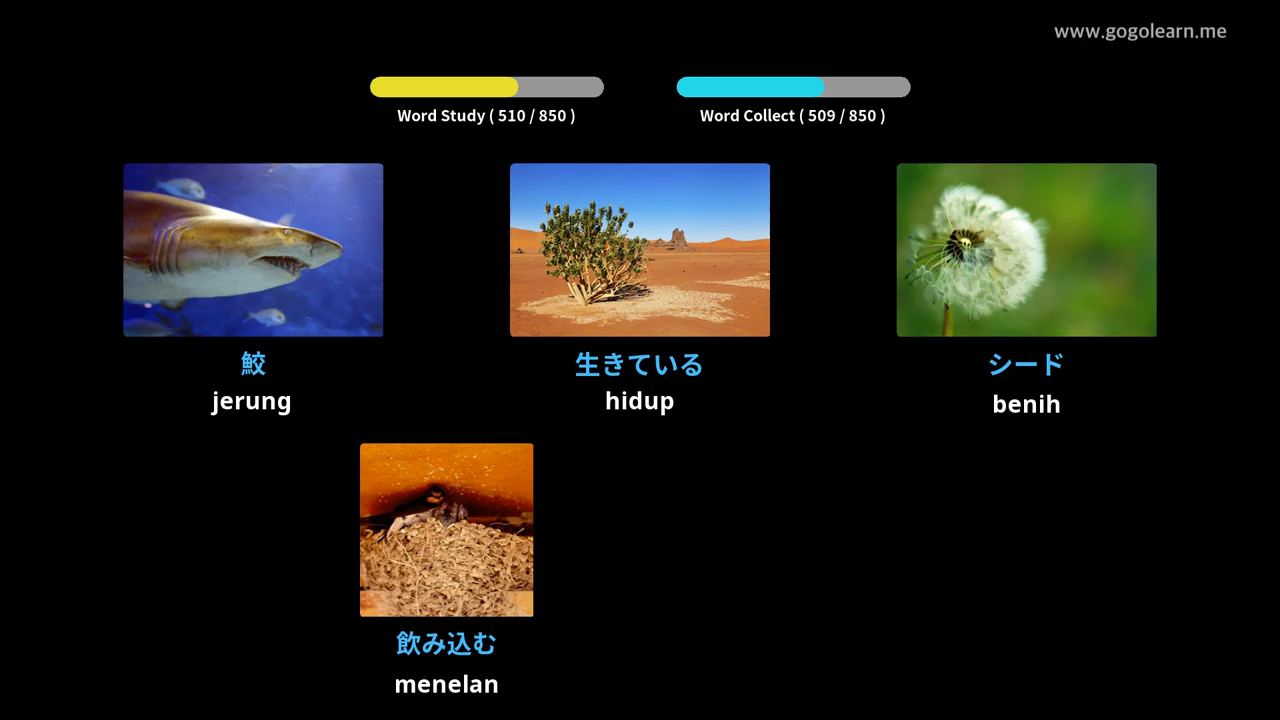 www.gogolearn.me
Word Study ( 510 / 850 )
Word Collect ( 509 / 850 )
鮫
jerung
生きている
hidup
シード
benih
飲み込む
menelan